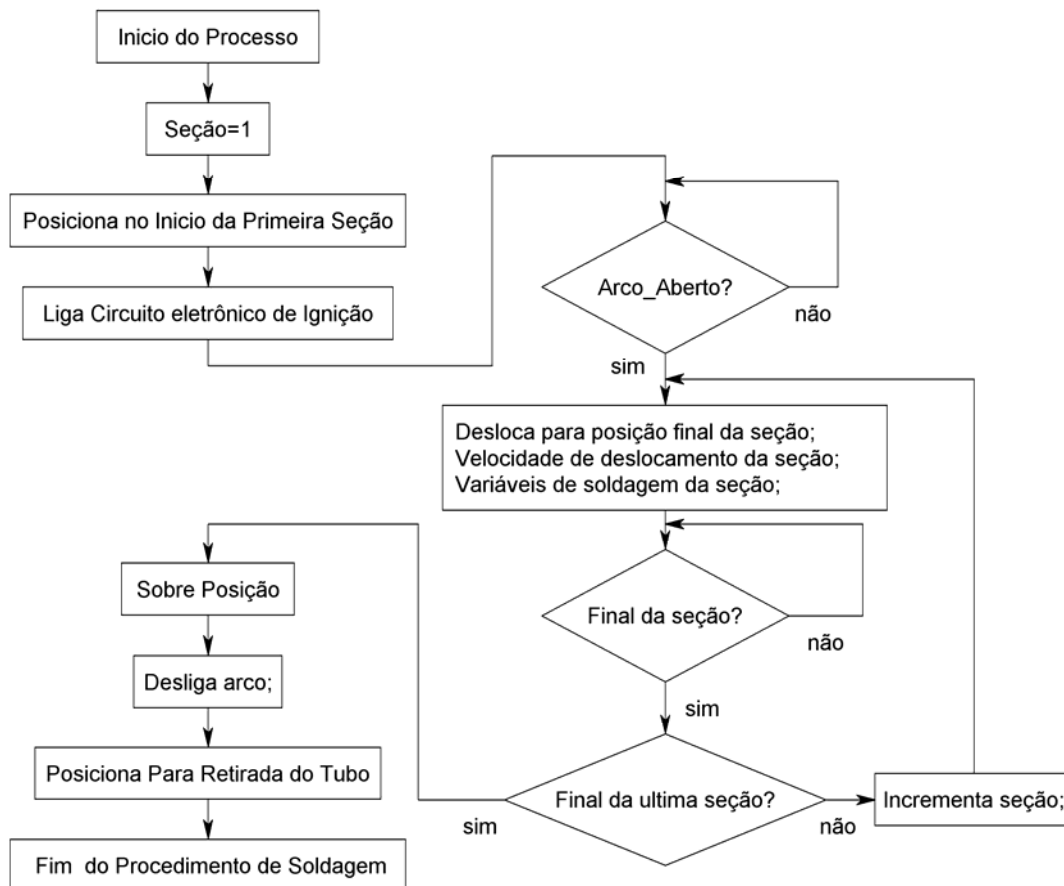 Inicio do Processo
Seção=1
Posiciona no Inicio da Primeira Seção
Liga Circuito eletrônico de Ignição
Arco_Aberto?
não
sim
Desloca para posição final da seção;
Velocidade de deslocamento da seção;
Variáveis de soldagem da seção;
Final da seção?
não
sim
Final da ultima seção?
não
Incrementa seção;
sim
Sobre Posição
Desliga arco;
Posiciona Para Retirada do Tubo
Fim do Procedimento de Soldagem